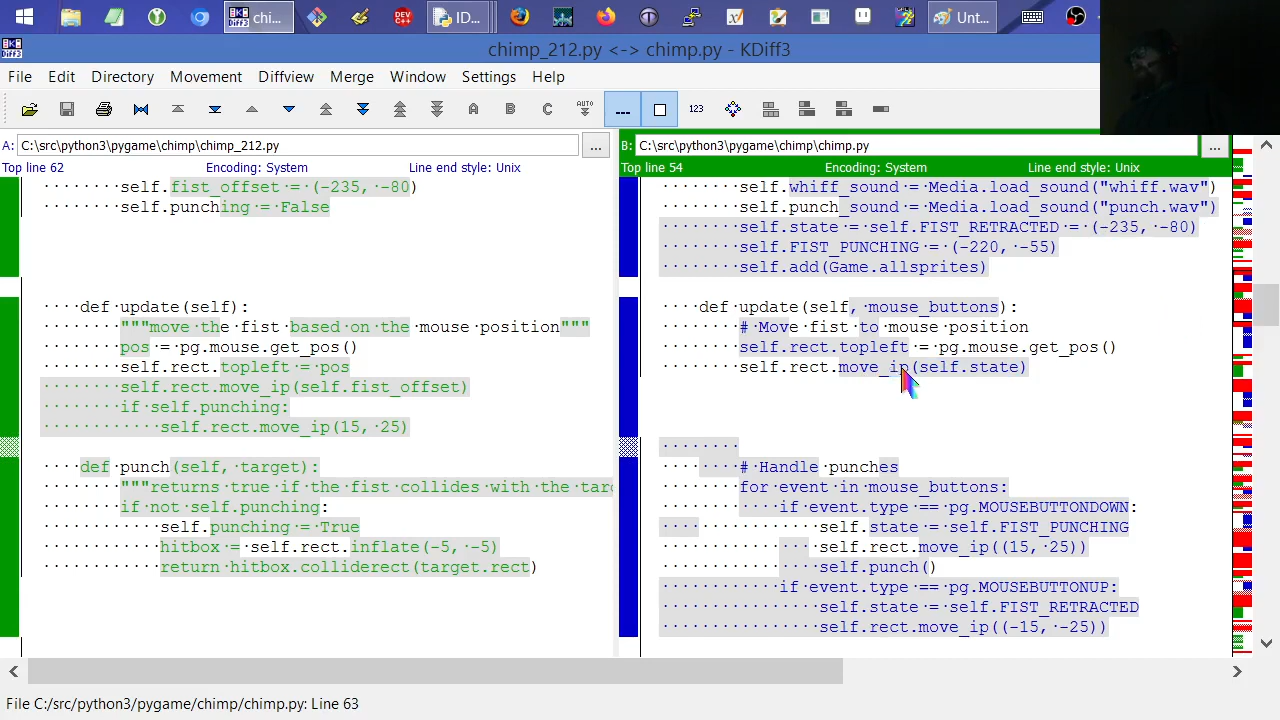 chi...
DEV C++
ID...
Unt...
KDiff3
chimp_212.py <-> chimp.py - KDiff3
File Edit Directory Movement Diffview Merge Window Settings Help
A B C AUTO 123
A: C:\src\python3\pygame\chimp\chimp_212.py ...
Top line 62 Encoding: System Line end style: Unix
········self.fist_offset·=·(-235,·-80)
········self.punching·=·False
····def·update(self):
········"""move·the·fist·based·on·the·mouse·position"""
········pos·=·pg.mouse.get_pos()
········self.rect.topleft·=·pos
········self.rect.move_ip(self.fist_offset)
········if·self.punching:
············self.rect.move_ip(15,·25)
····def·punch(self,·target):
········"""returns·true·if·the·fist·collides·with·the·tar
········if·not·self.punching:
············self.punching·=·True
············hitbox·=·self.rect.inflate(-5,·-5)
············return·hitbox.colliderect(target.rect)
B: C:\src\python3\pygame\chimp\chimp.py ...
Top line 54 Encoding: System Line end style: Unix
········self.whiff_sound·=·Media.load_sound("whiff.wav")
········self.punch_sound·=·Media.load_sound("punch.wav")
········self.state·=·self.FIST_RETRACTED·=·(-235,·-80)
········self.FIST_PUNCHING·=·(-220,·-55)
········self.add(Game.allsprites)
····def·update(self,·mouse_buttons):
········#·Move·fist·to·mouse·position
········self.rect.topleft·=·pg.mouse.get_pos()
········self.rect.move_ip(self.state)
········
········#·Handle·punches
········for·event·in·mouse_buttons:
············if·event.type·==·pg.MOUSEBUTTONDOWN:
················self.state·=·self.FIST_PUNCHING
················self.rect.move_ip((15,·25))
················self.punch()
············if·event.type·==·pg.MOUSEBUTTONUP:
················self.state·=·self.FIST_RETRACTED
················self.rect.move_ip((-15,·-25))
File C:/src/python3/pygame/chimp/chimp.py: Line 63